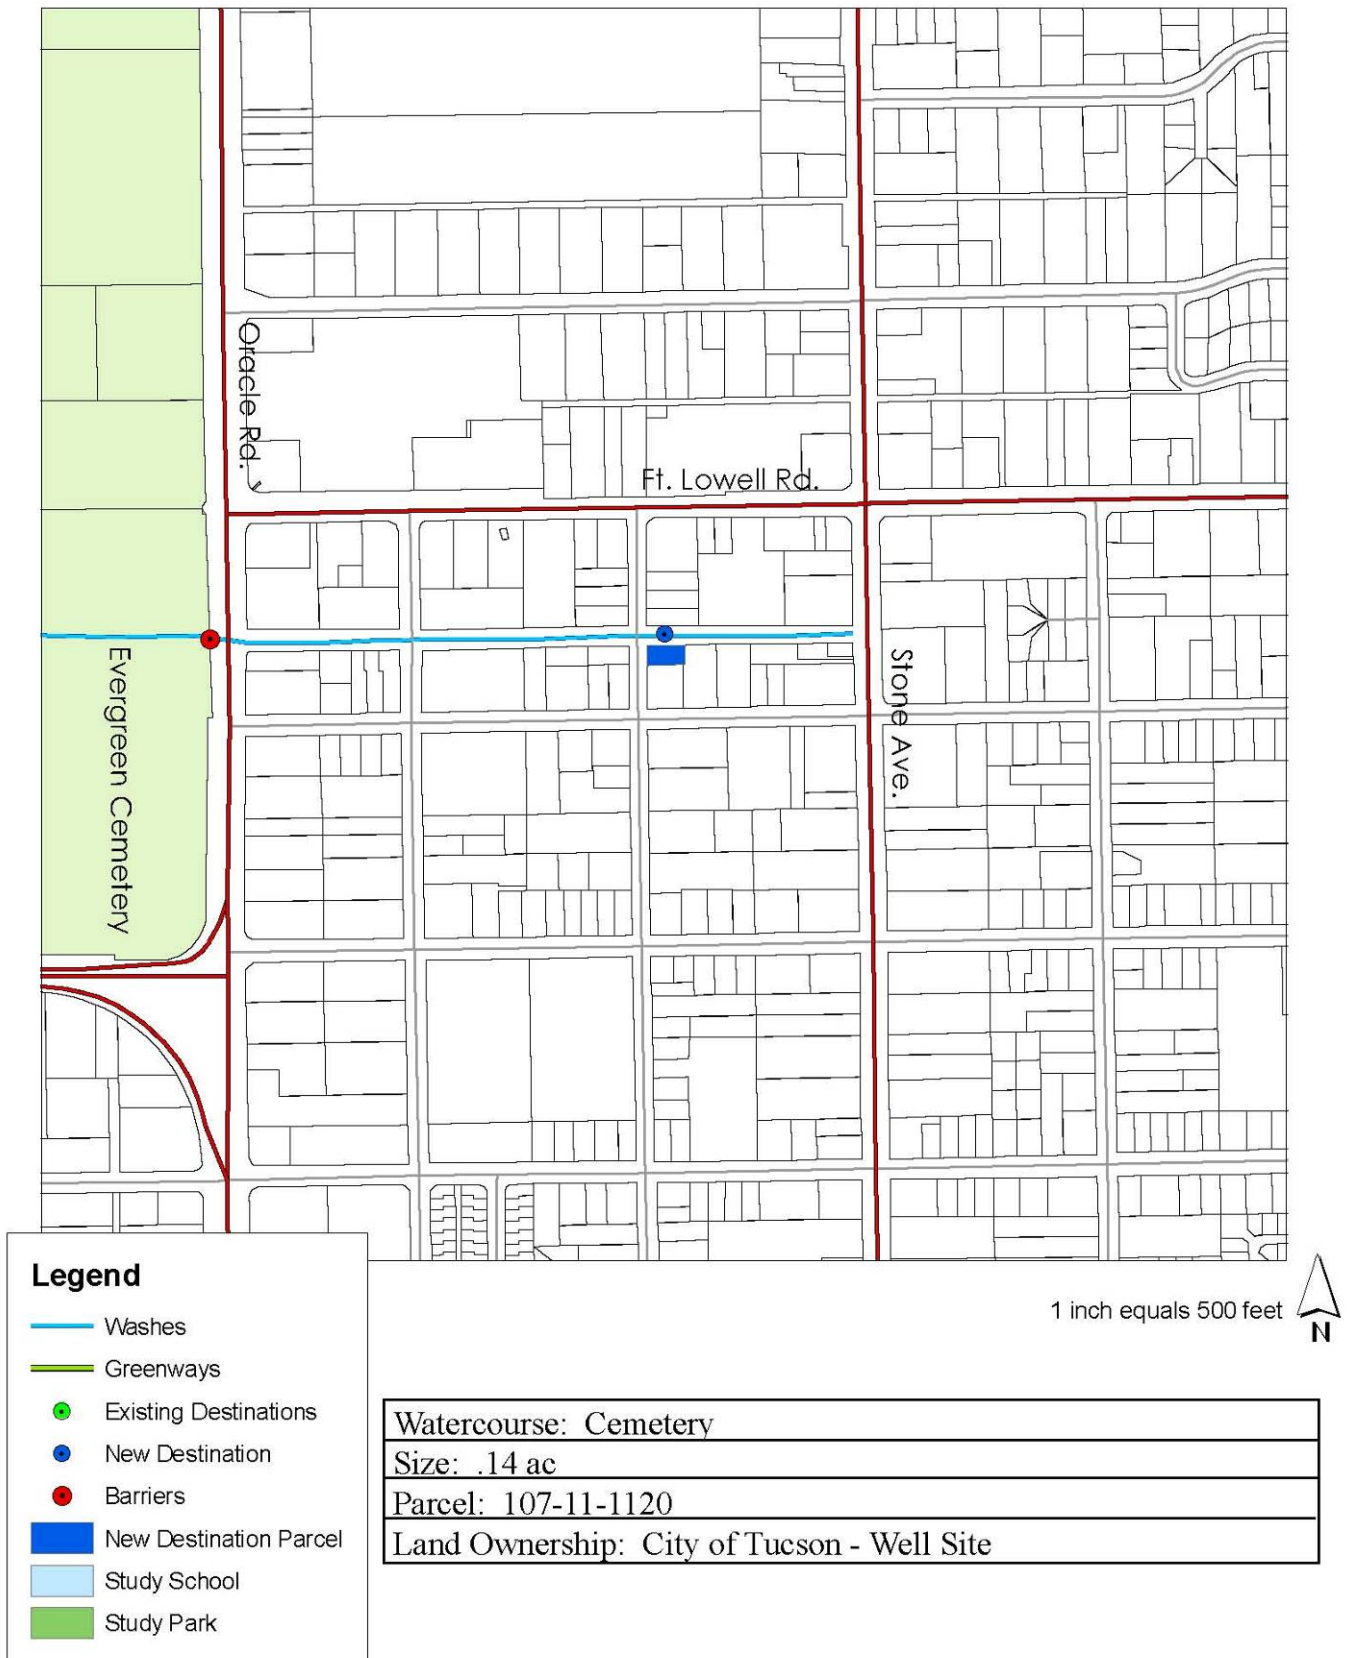 Oracle Rd.
Ft. Lowell Rd.
Evergreen Cemetery
Stone Ave.
1 inch equals 500 feet
N
Legend
Washes
Greenways
Existing Destinations
New Destination
Barriers
New Destination Parcel
Study School
Study Park
Watercourse: Cemetery
Size: .14 ac
Parcel: 107-11-1120
Land Ownership: City of Tucson - Well Site